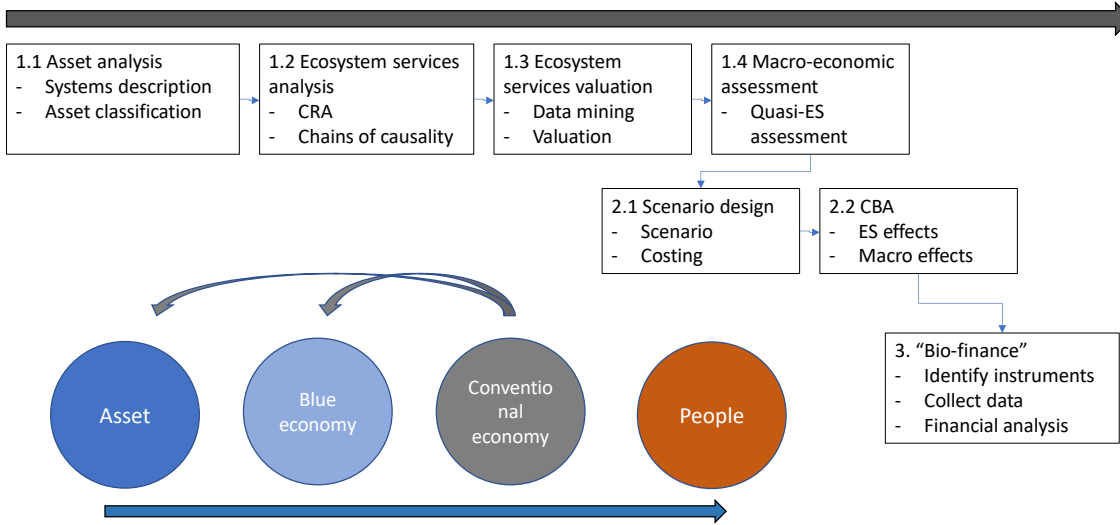 1.1 Asset analysis
- Systems description
- Asset classification
1.2 Ecosystem services
analysis
- CRA
- Chains of causality
1.3 Ecosystem
services valuation
- Data mining
- Valuation
1.4 Macro-economic
assessment
- Quasi-ES
assessment
2.1 Scenario design
- Scenario
- Costing
2.2 CBA
- ES effects
- Macro effects
3. “Bio-finance”
- Identify instruments
- Collect data
- Financial analysis
Asset
Blue
economy
Conventio
nal
economy
People